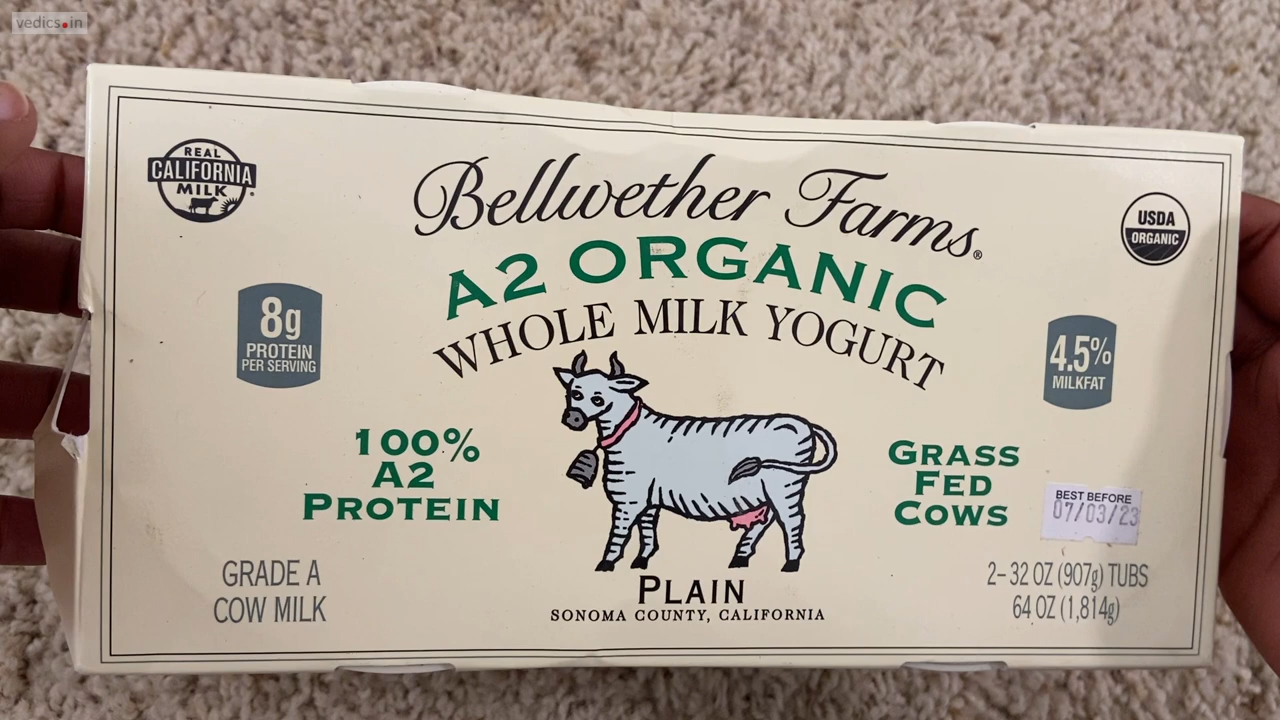 vedics.in
REAL
CALIFORNIA
MILK
Bellwether Farms®
A2 ORGANIC
WHOLE MILK YOGURT
USDA
ORGANIC
8g
PROTEIN
PER SERVING
4.5%
MILKFAT
100%
A2
PROTEIN
GRASS
FED
COWS
BEST BEFORE
07/03/23
GRADE A
COW MILK
PLAIN
SONOMA COUNTY, CALIFORNIA
2-32 OZ (907g) TUBS
64 OZ (1,814g)